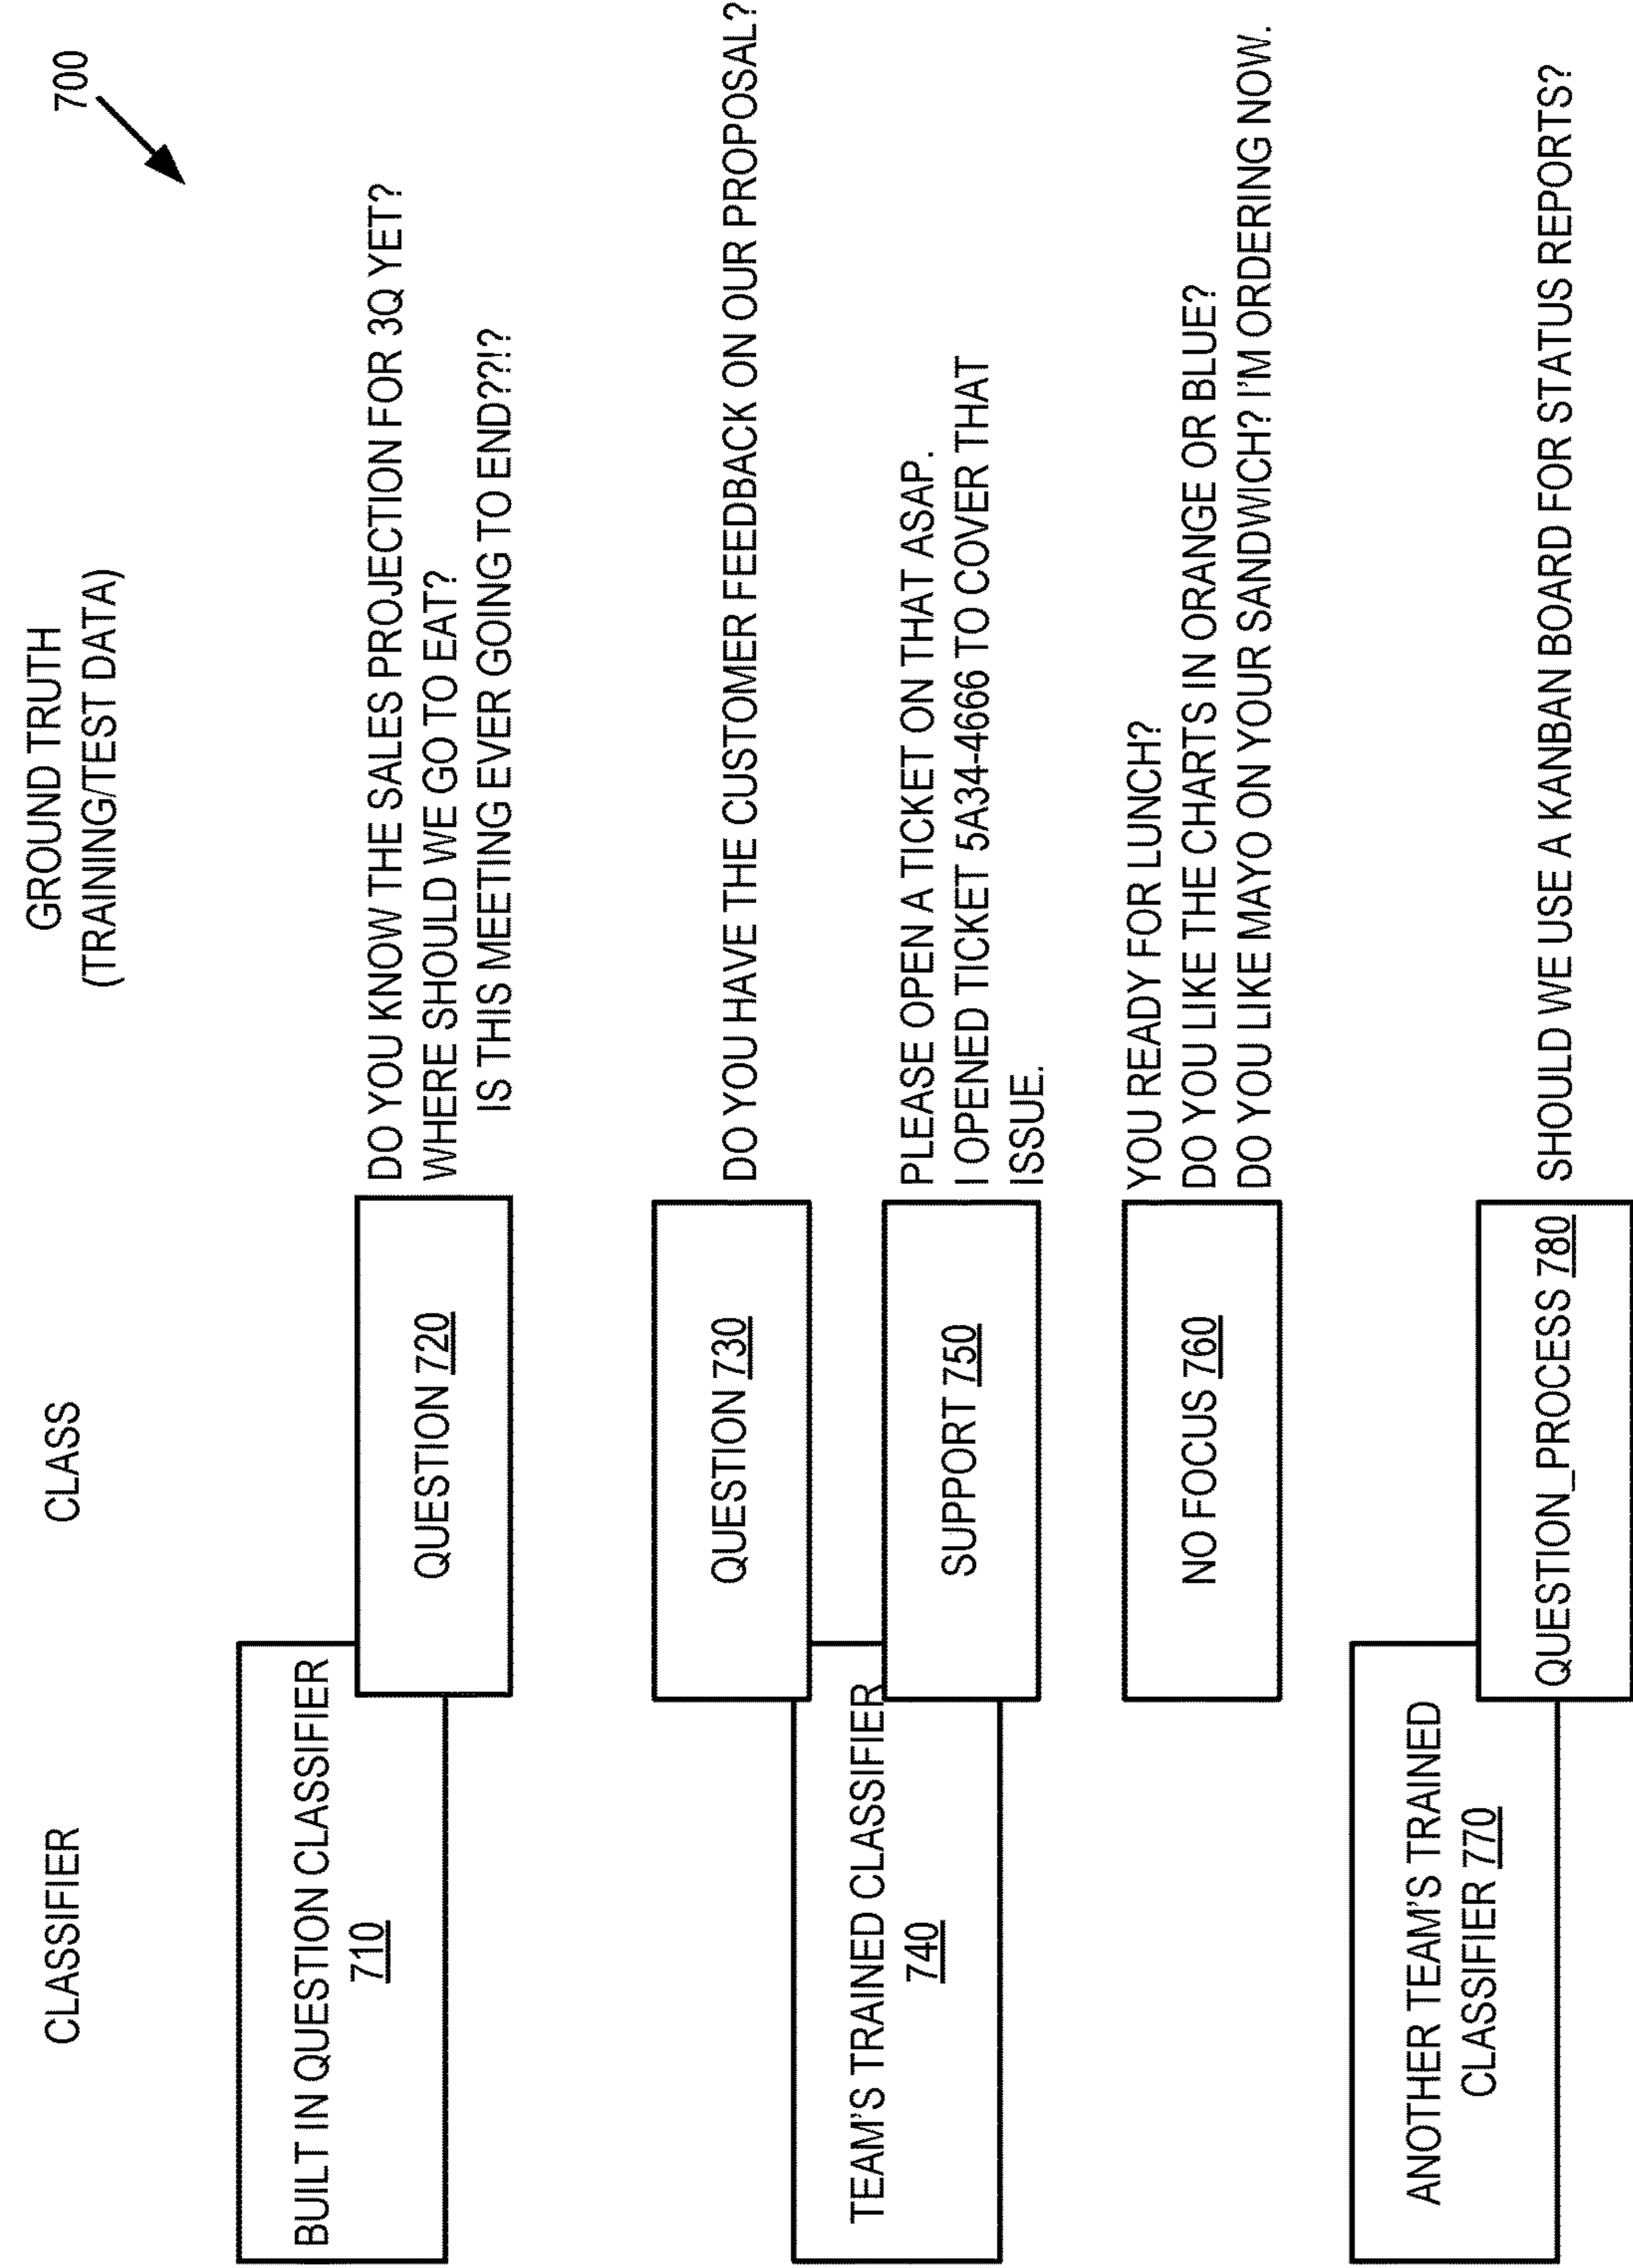 700
CLASSIFIER
CLASS
GROUND TRUTH
(TRAINING/TEST DATA)
BUILT IN QUESTION CLASSIFIER
710
QUESTION 720
DO YOU KNOW THE SALES PROJECTION FOR 3Q YET?
WHERE SHOULD WE GO TO EAT?
IS THIS MEETING EVER GOING TO END??!?
QUESTION 730
DO YOU HAVE THE CUSTOMER FEEDBACK ON OUR PROPOSAL?
TEAM'S TRAINED CLASSIFIER
740
SUPPORT 750
PLEASE OPEN A TICKET ON THAT ASAP.
I OPENED TICKET 5A34-4666 TO COVER THAT
ISSUE.
NO FOCUS 760
YOU READY FOR LUNCH?
DO YOU LIKE THE CHARTS IN ORANGE OR BLUE?
DO YOU LIKE MAYO ON YOUR SANDWICH? I'M ORDERING NOW.
ANOTHER TEAM'S TRAINED
CLASSIFIER 770
QUESTION_PROCESS 780
SHOULD WE USE A KANBAN BOARD FOR STATUS REPORTS?